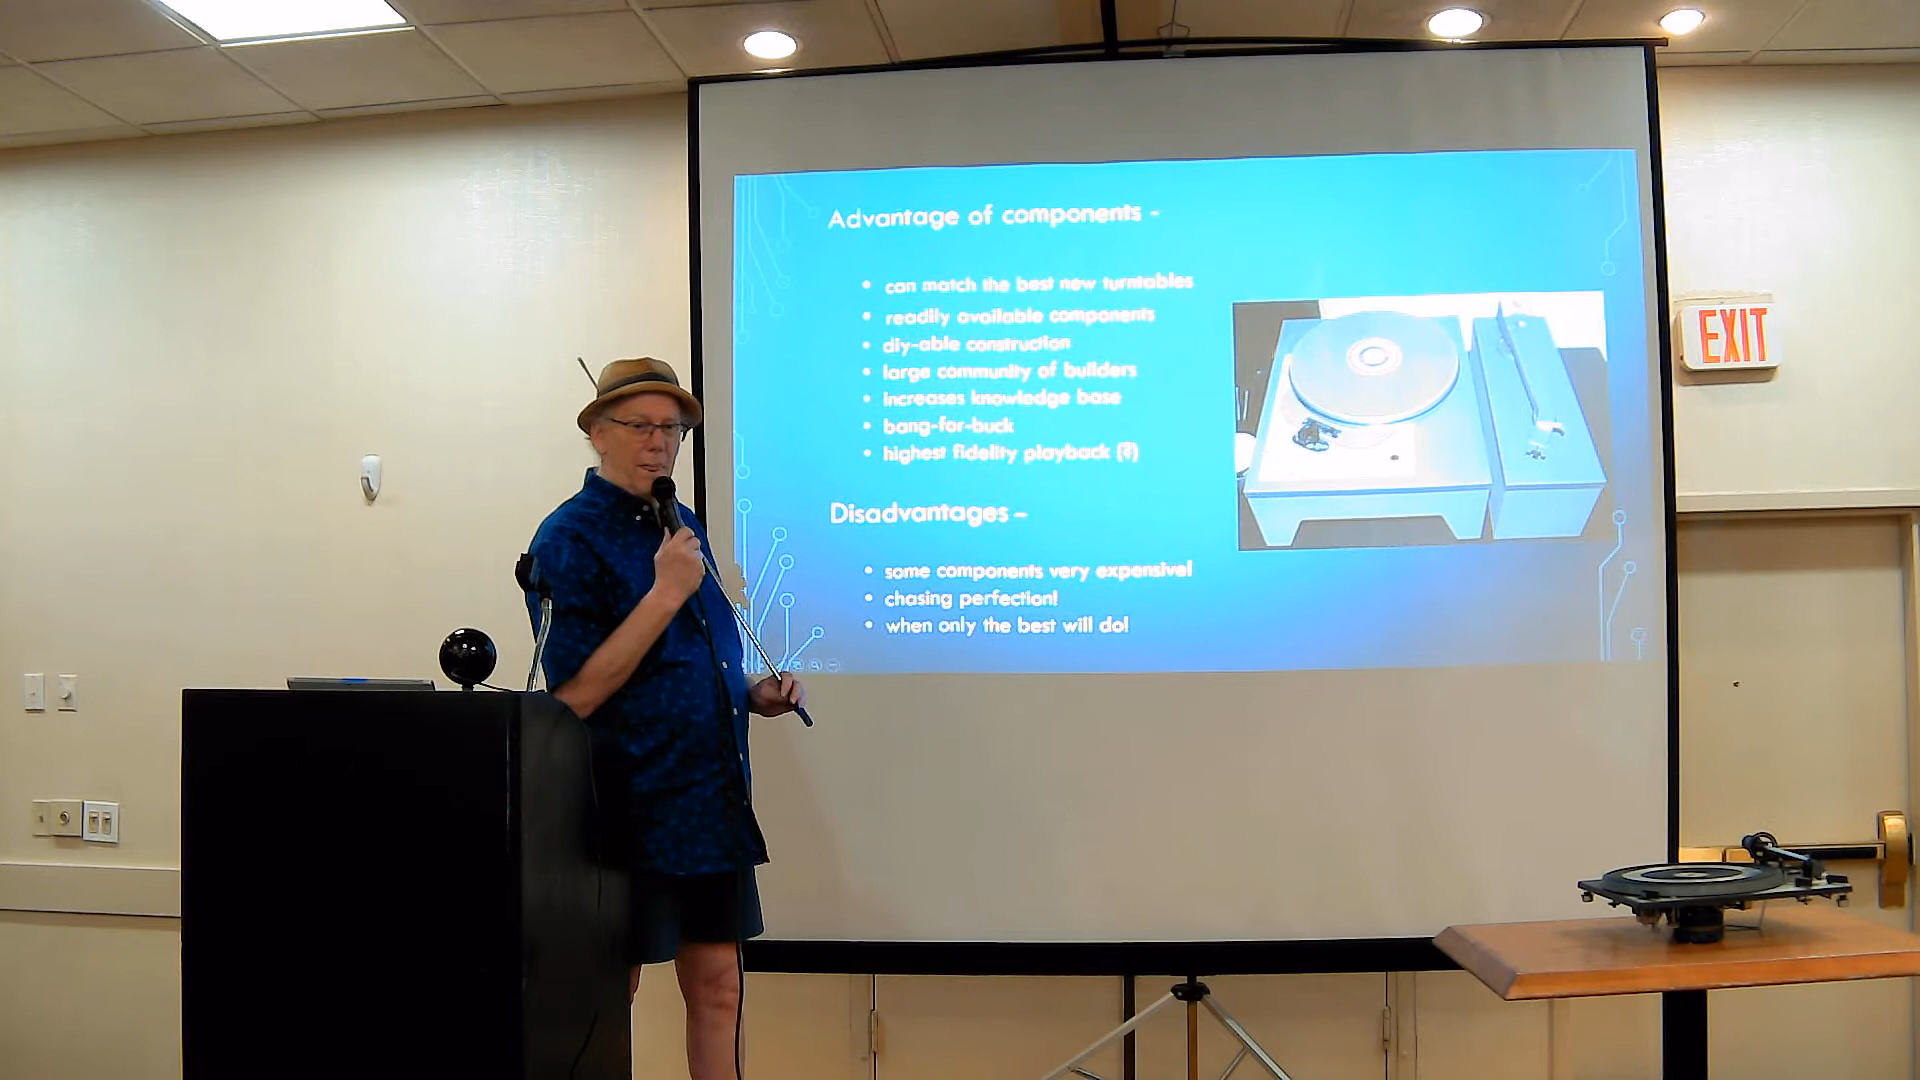 Advantage of components -
• can match the best new turntables
• readily available components
• diy-able construction
• large community of builders
• increases knowledge base
• bang-for-buck
• highest fidelity playback (?)
Disadvantages –
• some components very expensive!
• chasing perfection!
• when only the best will do!
EXIT